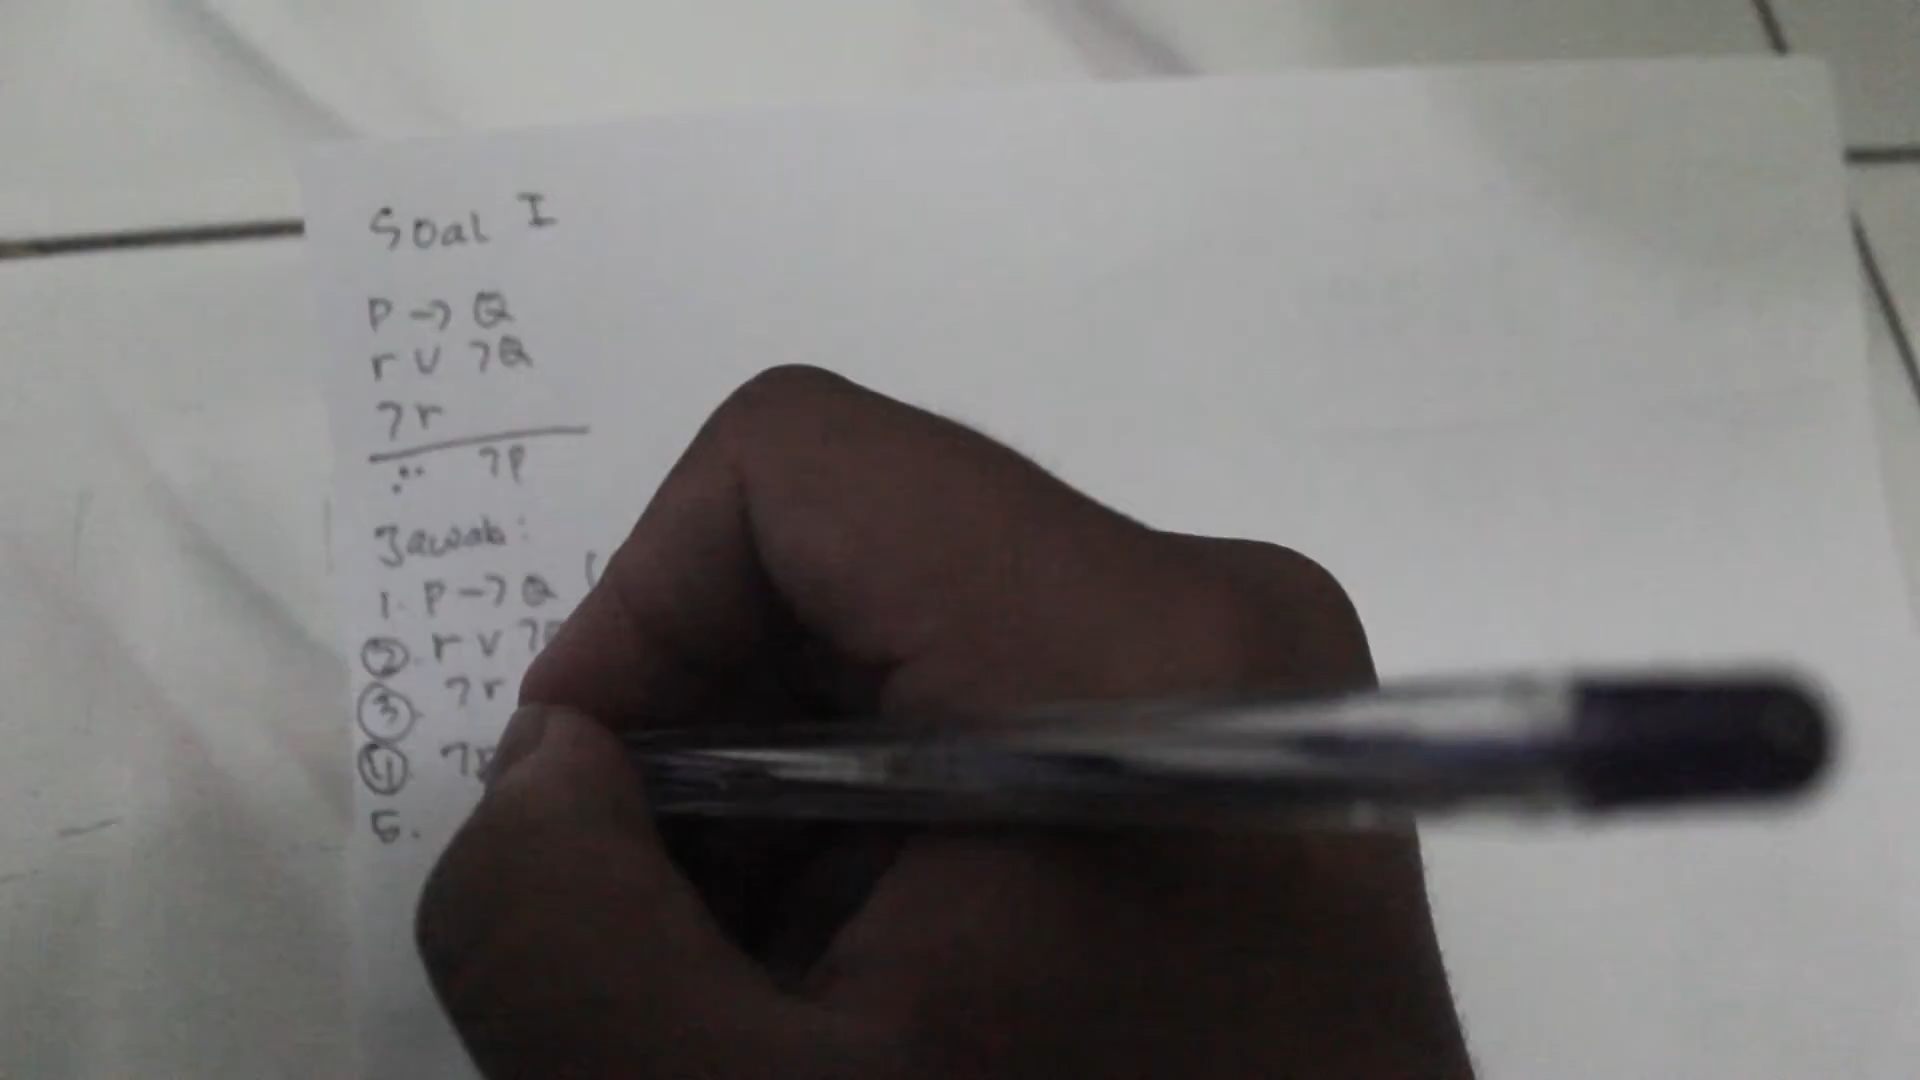 Soal I
P → Q
r ∨ ¬Q
¬r
∴ ¬P
Jawab:
1. P → Q (
2. r ∨
3. ¬r
4.
5.